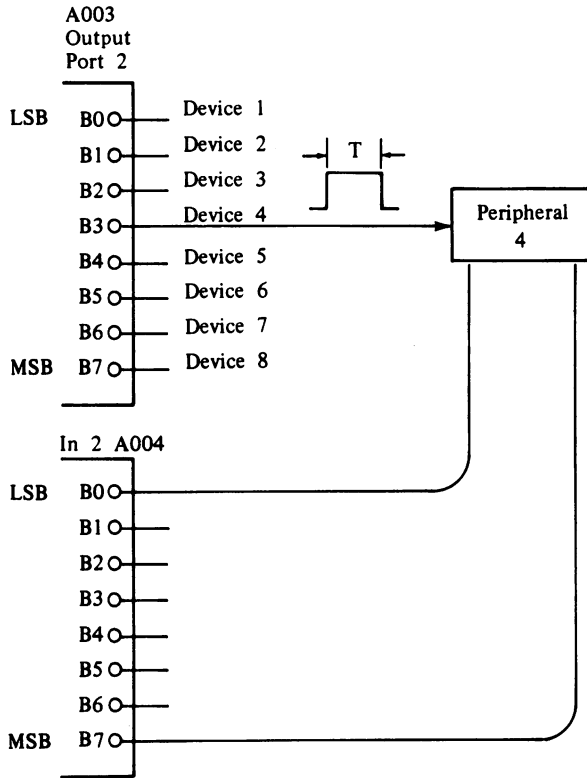 A003
Output
Port 2
LSB B0 Device 1
B1 Device 2
B2 Device 3
B3 Device 4
B4 Device 5
B5 Device 6
B6 Device 7
MSB B7 Device 8
T
Peripheral
4
In 2 A004
LSB B0
B1
B2
B3
B4
B5
B6
MSB B7